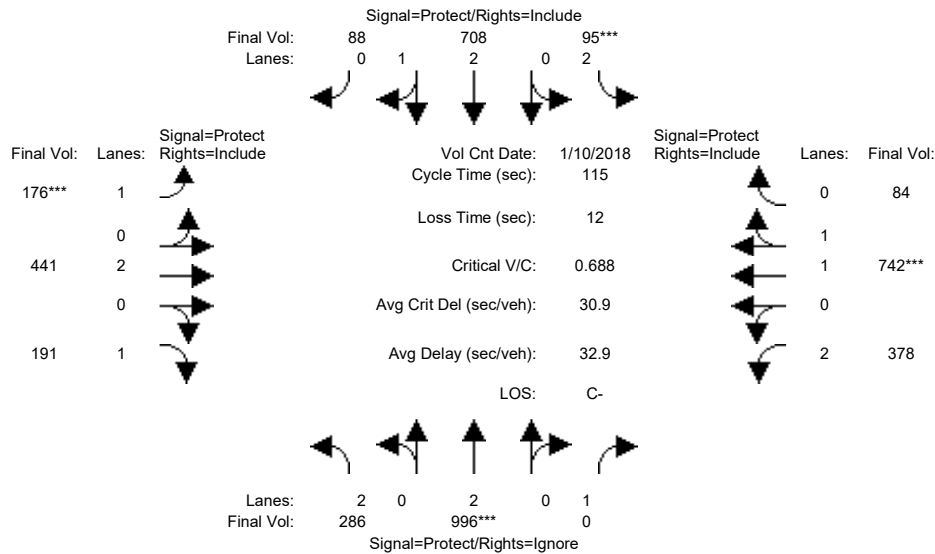 Signal=Protect/Rights=Include
Final Vol: 88 708 95***
Lanes: 0 1 2 0 2
Signal=Protect
Final Vol: Lanes: Rights=Include
Vol Cnt Date: 1/10/2018
Signal=Protect
Rights=Include Lanes: Final Vol:
Cycle Time (sec): 115
176*** 1
0 84
Loss Time (sec): 12
0
1
441 2
Critical V/C: 0.688
1 742***
0
Avg Crit Del (sec/veh): 30.9
0
191 1
Avg Delay (sec/veh): 32.9
2 378
LOS: C-
Lanes: 2 0 2 0 1
Final Vol: 286 996*** 0
Signal=Protect/Rights=Ignore